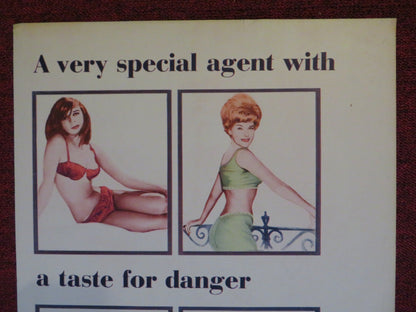 A very special agent with
a taste for danger